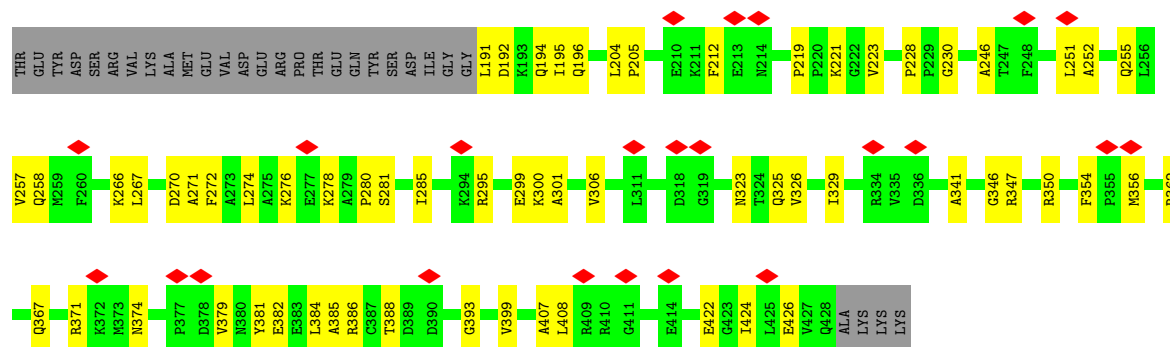 THR GLU TYR ASP SER ARG VAL LYS ALA MET GLU VAL ASP GLU ARG PRO THR GLU GLN TYR SER ASP ILE GLY GLY L191 D192 K193 Q194 I195 Q196 L204 P205 E210 K211 F212 E213 N214 P219 P220 K221 G222 V223 P228 P229 G230 A246 T247 F248 L251 A252 Q255 L256
V257 Q258 M259 F260 K266 L267 D270 A271 F272 A273 L274 A275 K276 E277 K278 A279 P280 S281 I285 K294 R295 E299 K300 A301 V306 L311 D318 G319 N323 T324 Q325 V326 I329 R334 V335 D336 A341 G346 R347 R350 F354 P355 M356
Q367 R371 K372 M373 N374 P377 D378 V379 N380 Y381 E382 E383 L384 A385 R386 C387 T388 D389 D390 G393 V399 A407 L408 R409 R410 G411 E414 E422 G423 I424 L425 E426 V427 Q428 ALA LYS LYS LYS